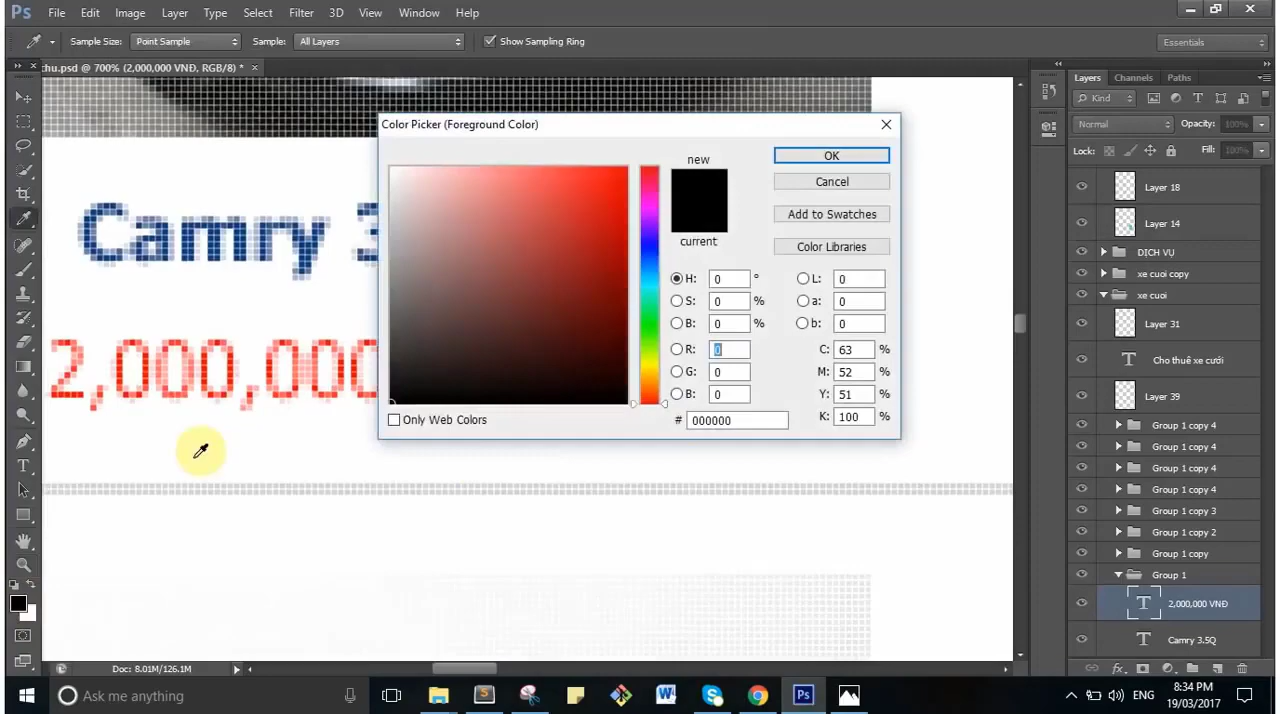 Ps File Edit Image Layer Type Select Filter 3D View Window Help
Sample Size: Point Sample Sample: All Layers Show Sampling Ring Essentials
chu.psd @ 700% (2,000,000 VNĐ, RGB/8) * ×
Layers Channels Paths
Kind
Normal Opacity: 100%
Lock: Fill: 100%
Layer 18
Layer 14
DỊCH VỤ
xe cuoi copy
xe cuoi
Layer 31
Cho thuê xe cưới
Layer 39
Group 1 copy 4
Group 1 copy 4
Group 1 copy 4
Group 1 copy 4
Group 1 copy 3
Group 1 copy 2
Group 1 copy
Group 1
2,000,000 VNĐ
Camry 3.5Q
Color Picker (Foreground Color)
new
current
OK
Cancel
Add to Swatches
Color Libraries
H: 0 ° L: 0
S: 0 % a: 0
B: 0 % b: 0
R: 0 C: 63 %
G: 0 M: 52 %
B: 0 Y: 51 %
# 000000 K: 100 %
Only Web Colors
Camry 3
2,000,000
Doc: 8.01M/126.1M
Ask me anything
ENG
8:34 PM
19/03/2017